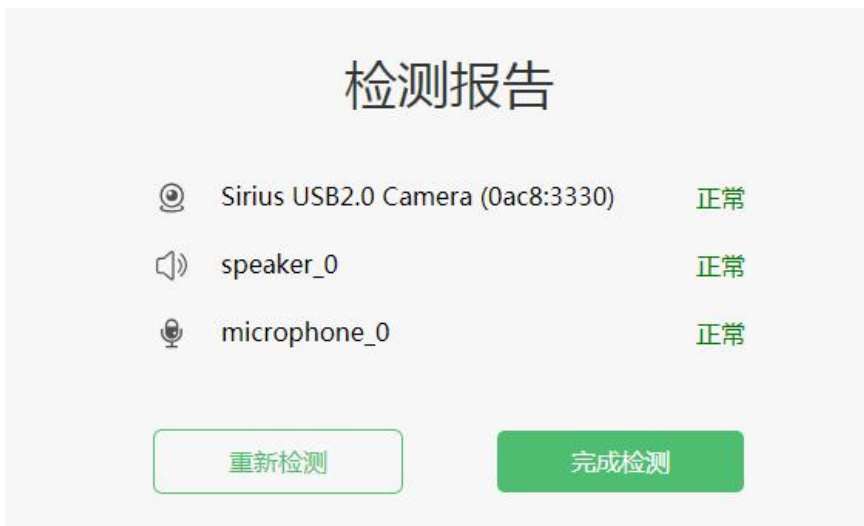 检测报告
Sirius USB2.0 Camera (0ac8:3330) 正常
speaker_0 正常
microphone_0 正常
重新检测 完成检测